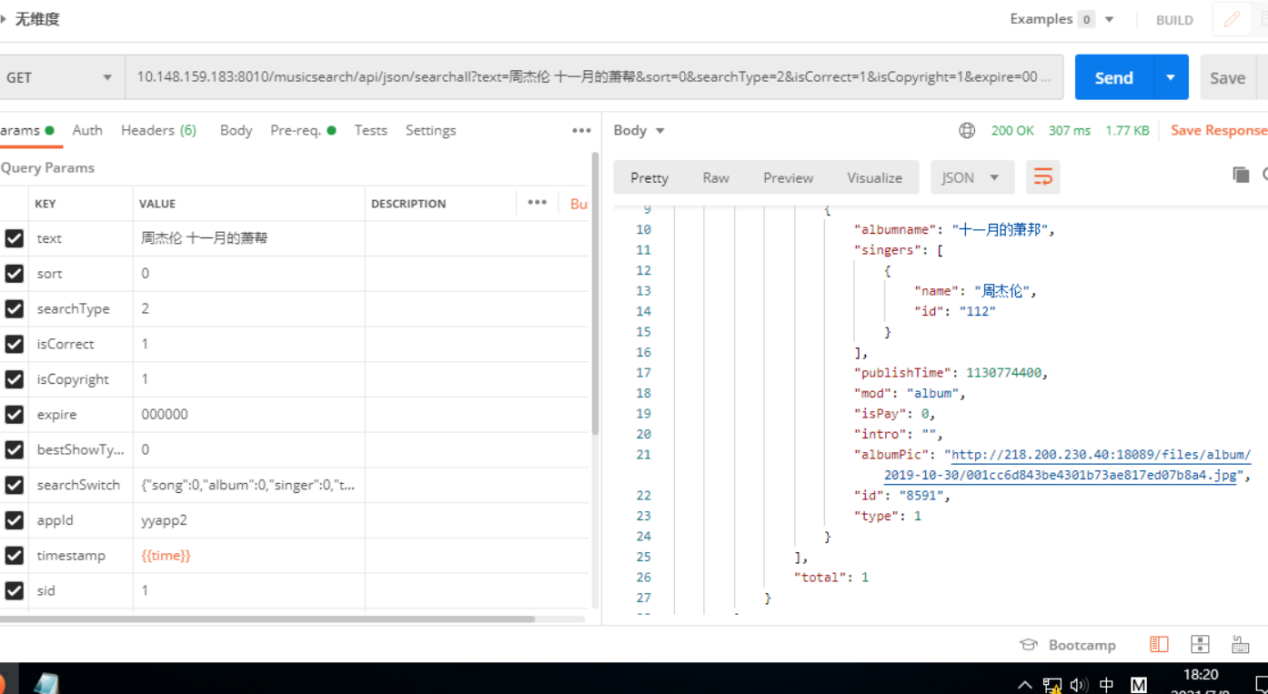 无维度
Examples 0
BUILD
GET
10.148.159.183:8010/musicsearch/api/json/searchall?text=周杰伦 十一月的萧帮&sort=0&searchType=2&isCorrect=1&isCopyright=1&expire=00 ...
Send
Save
arams
Auth
Headers (6)
Body
Pre-req.
Tests
Settings
Query Params
KEY VALUE DESCRIPTION ••• Bu
text 周杰伦 十一月的萧帮
sort 0
searchType 2
isCorrect 1
isCopyright 1
expire 000000
bestShowTy... 0
searchSwitch {"song":0,"album":0,"singer":0,"t...
appId yyapp2
timestamp {{time}}
sid 1
Body
200 OK 307 ms 1.77 KB Save Response
Pretty Raw Preview Visualize JSON
9 {
10 "albumname": "十一月的萧邦",
11 "singers": [
12 {
13 "name": "周杰伦",
14 "id": "112"
15 }
16 ],
17 "publishTime": 1130774400,
18 "mod": "album",
19 "isPay": 0,
20 "intro": "",
21 "albumPic": "http://218.200.230.40:18089/files/album/
2019-10-30/001cc6d843be4301b73ae817ed07b8a4.jpg",
22 "id": "8591",
23 "type": 1
24 }
25 ],
26 "total": 1
27 }
Bootcamp
中 M 18:20